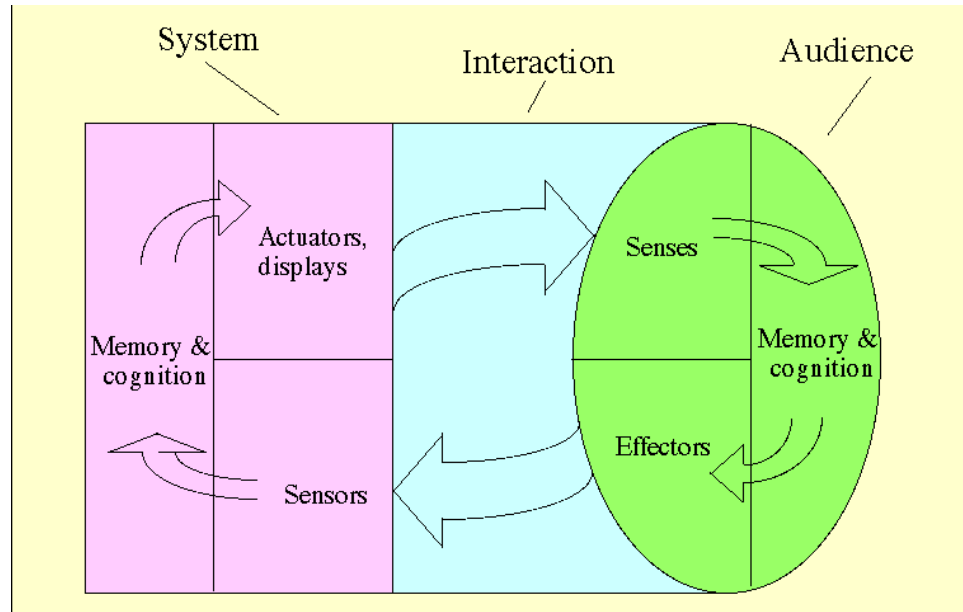 System
Interaction
Audience
Actuators,
displays
Senses
Memory &
cognition
Memory &
cognition
Effectors
Sensors